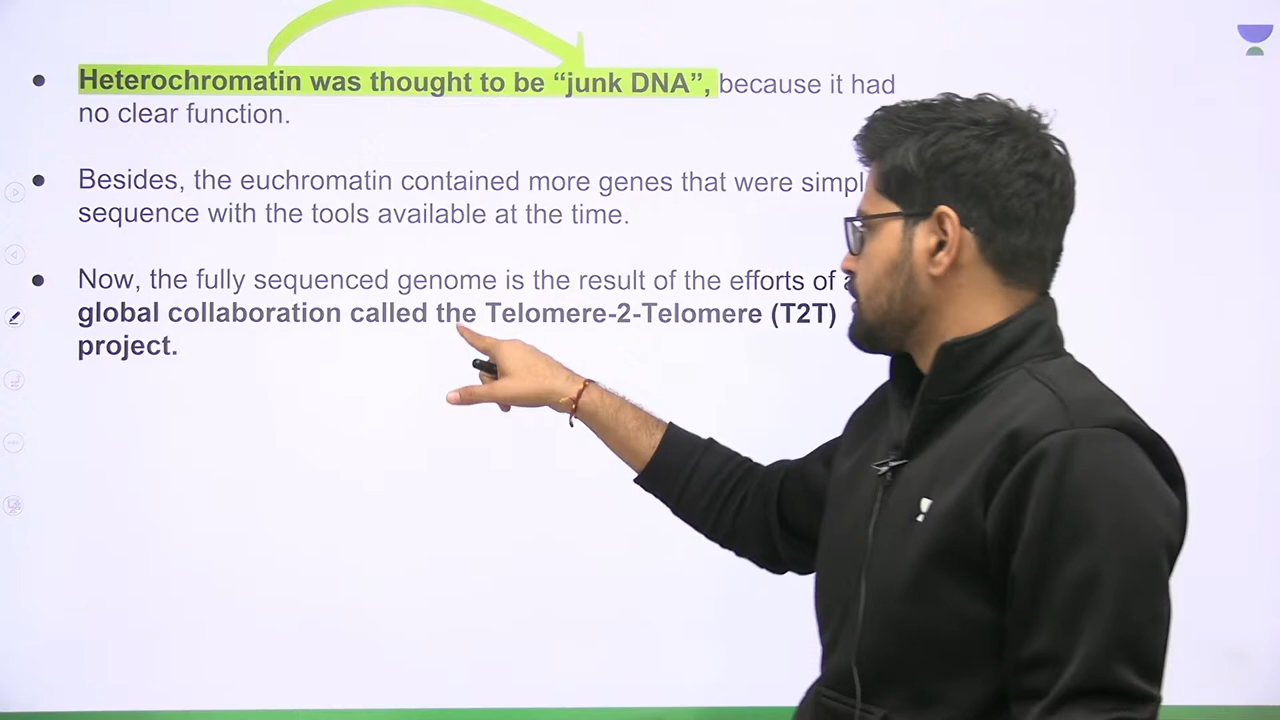 Heterochromatin was thought to be “junk DNA”, because it had
no clear function.
Besides, the euchromatin contained more genes that were
sequence with the tools available at the time.
Now, the fully sequenced genome is the result of the efforts of
global collaboration called the Telomere-2-Telomere (T2T)
project.